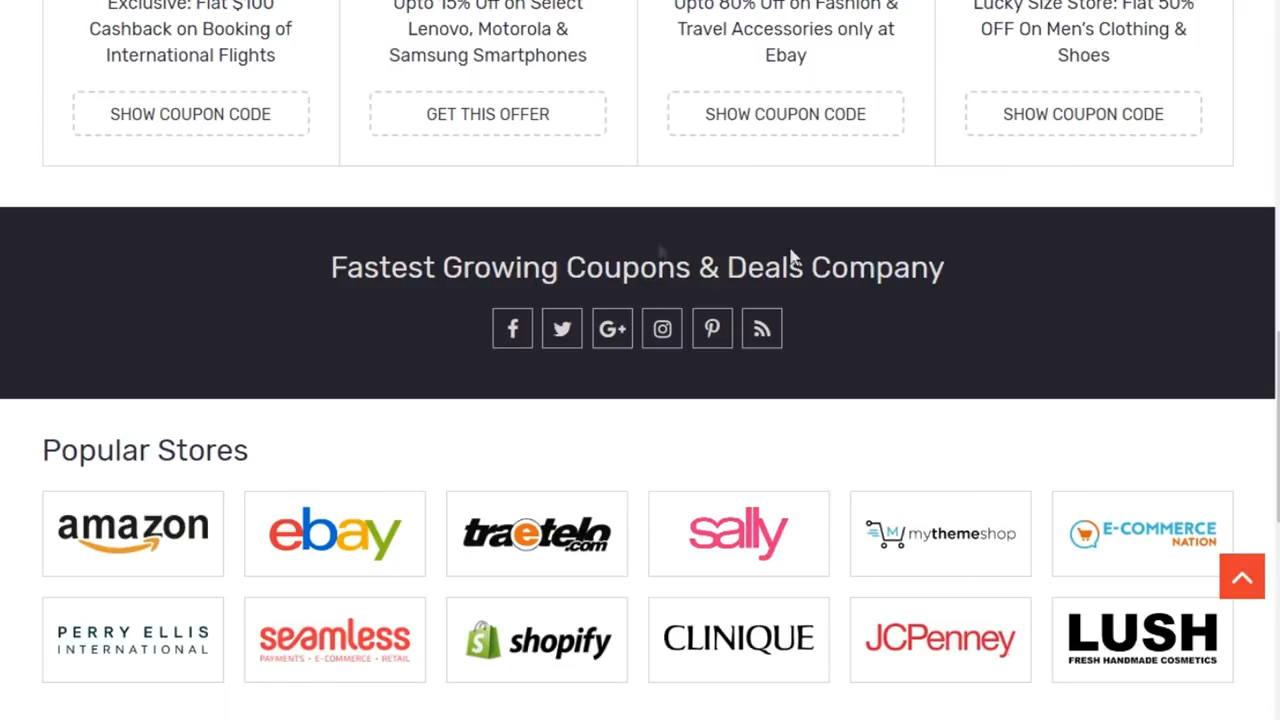 Exclusive: Flat $100
Cashback on Booking of
International Flights
SHOW COUPON CODE
Upto 15% Off on Select
Lenovo, Motorola &
Samsung Smartphones
GET THIS OFFER
Upto 80% Off on Fashion &
Travel Accessories only at
Ebay
SHOW COUPON CODE
Lucky Size Store: Flat 50%
OFF On Men’s Clothing &
Shoes
SHOW COUPON CODE
Fastest Growing Coupons & Deals Company
f
G+
Popular Stores
amazon
ebay
traetelo
.com
sally
M mythemeshop
E-COMMERCE
NATION
PERRY ELLIS
INTERNATIONAL
seamless
PAYMENTS • E-COMMERCE • RETAIL
S shopify
CLINIQUE
JCPenney
LUSH
FRESH HANDMADE COSMETICS